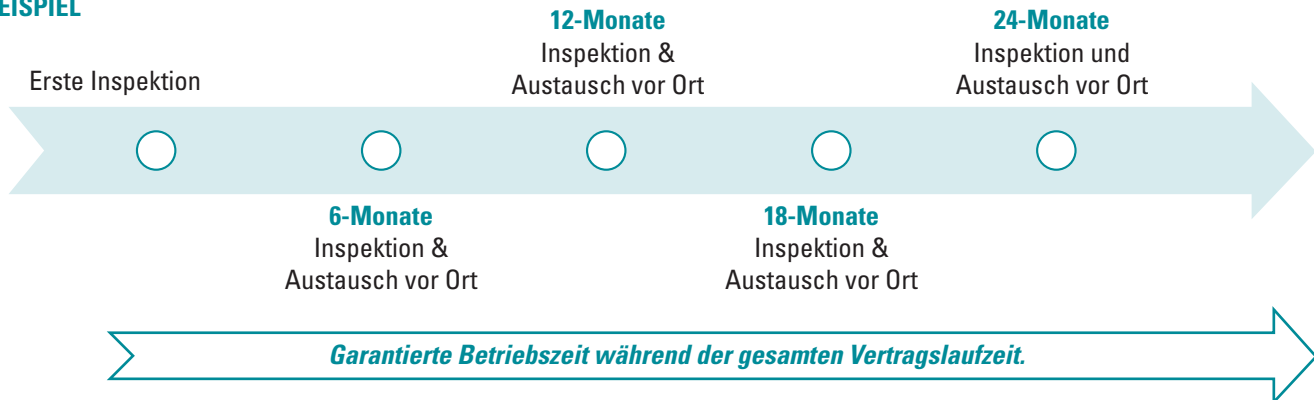 EISPIEL
Erste Inspektion
12-Monate
Inspektion &
Austausch vor Ort
24-Monate
Inspektion und
Austausch vor Ort
6-Monate
Inspektion &
Austausch vor Ort
18-Monate
Inspektion &
Austausch vor Ort
Garantierte Betriebszeit während der gesamten Vertragslaufzeit.